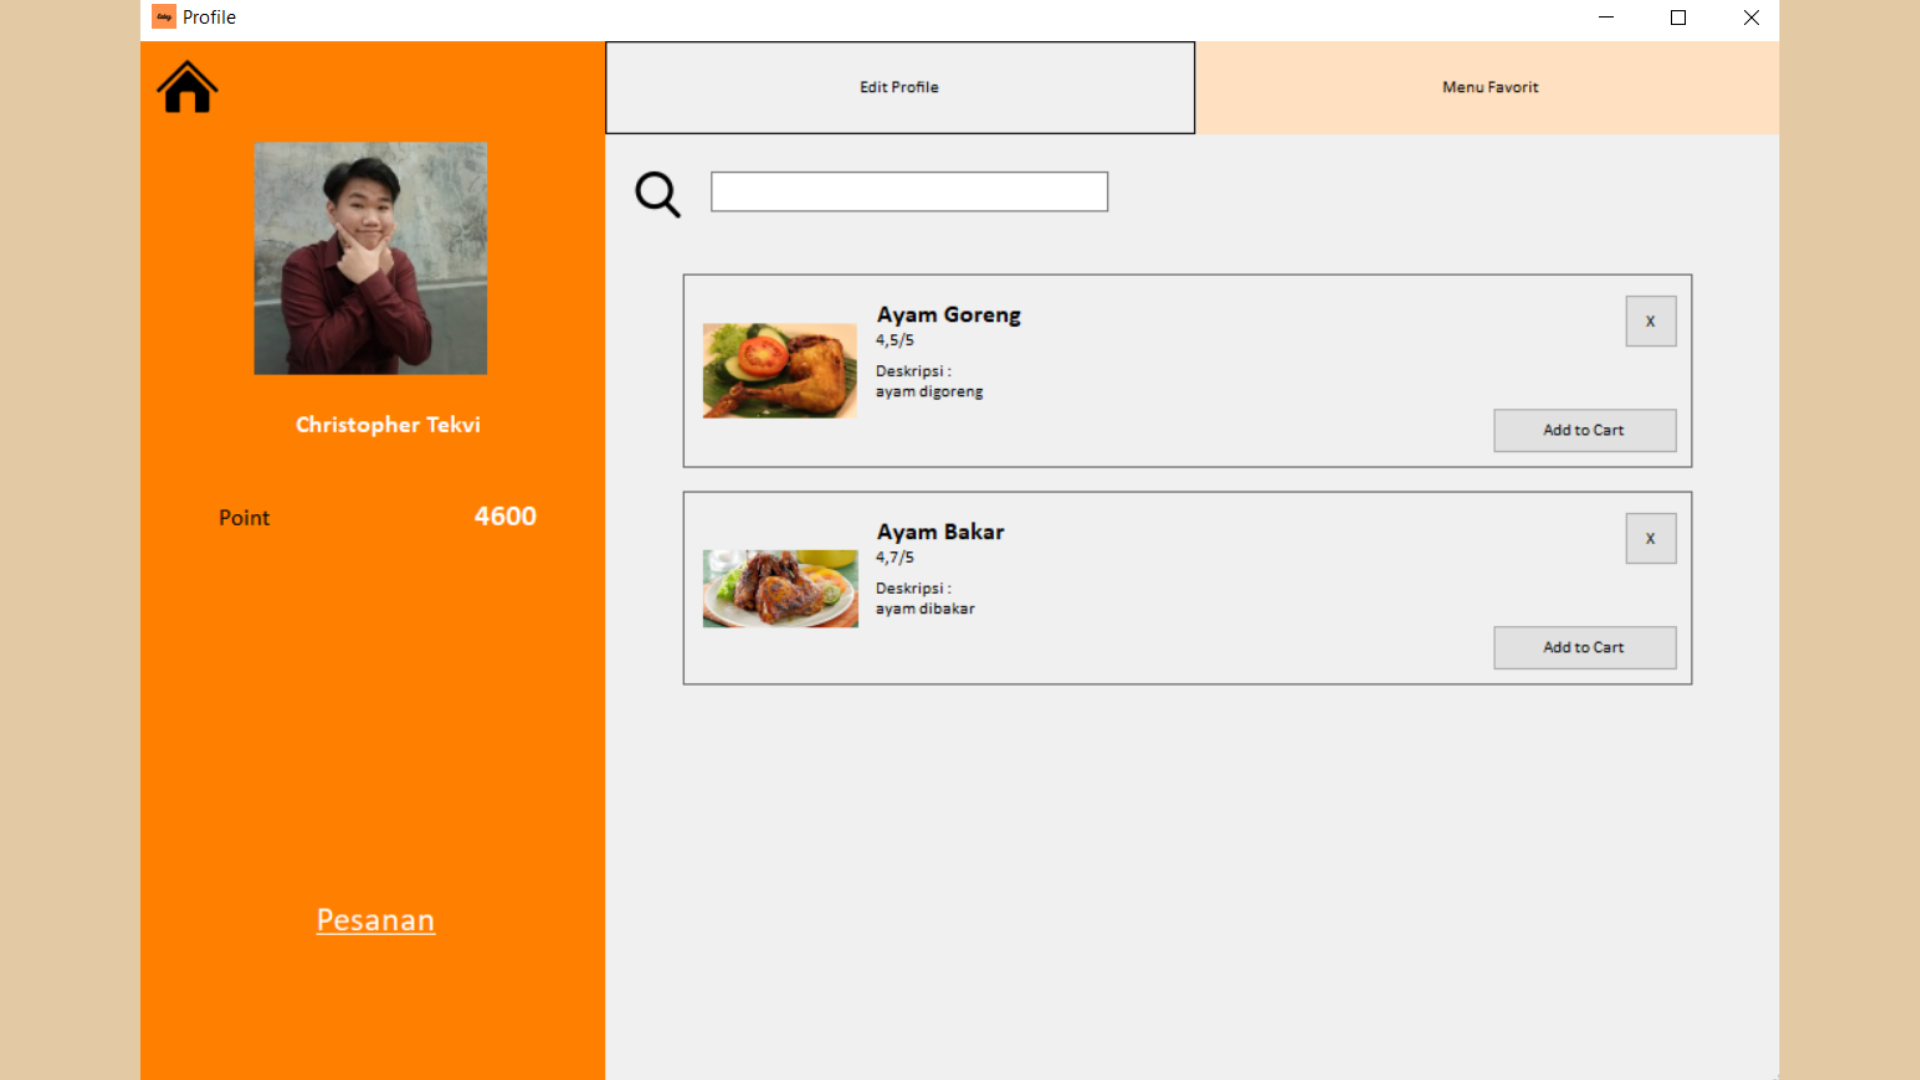 Profile
Edit Profile
Menu Favorit
Christopher Tekvi
Point 4600
Pesanan
Ayam Goreng
4,5/5
Deskripsi :
ayam digoreng
X
Add to Cart
Ayam Bakar
4,7/5
Deskripsi :
ayam dibakar
X
Add to Cart